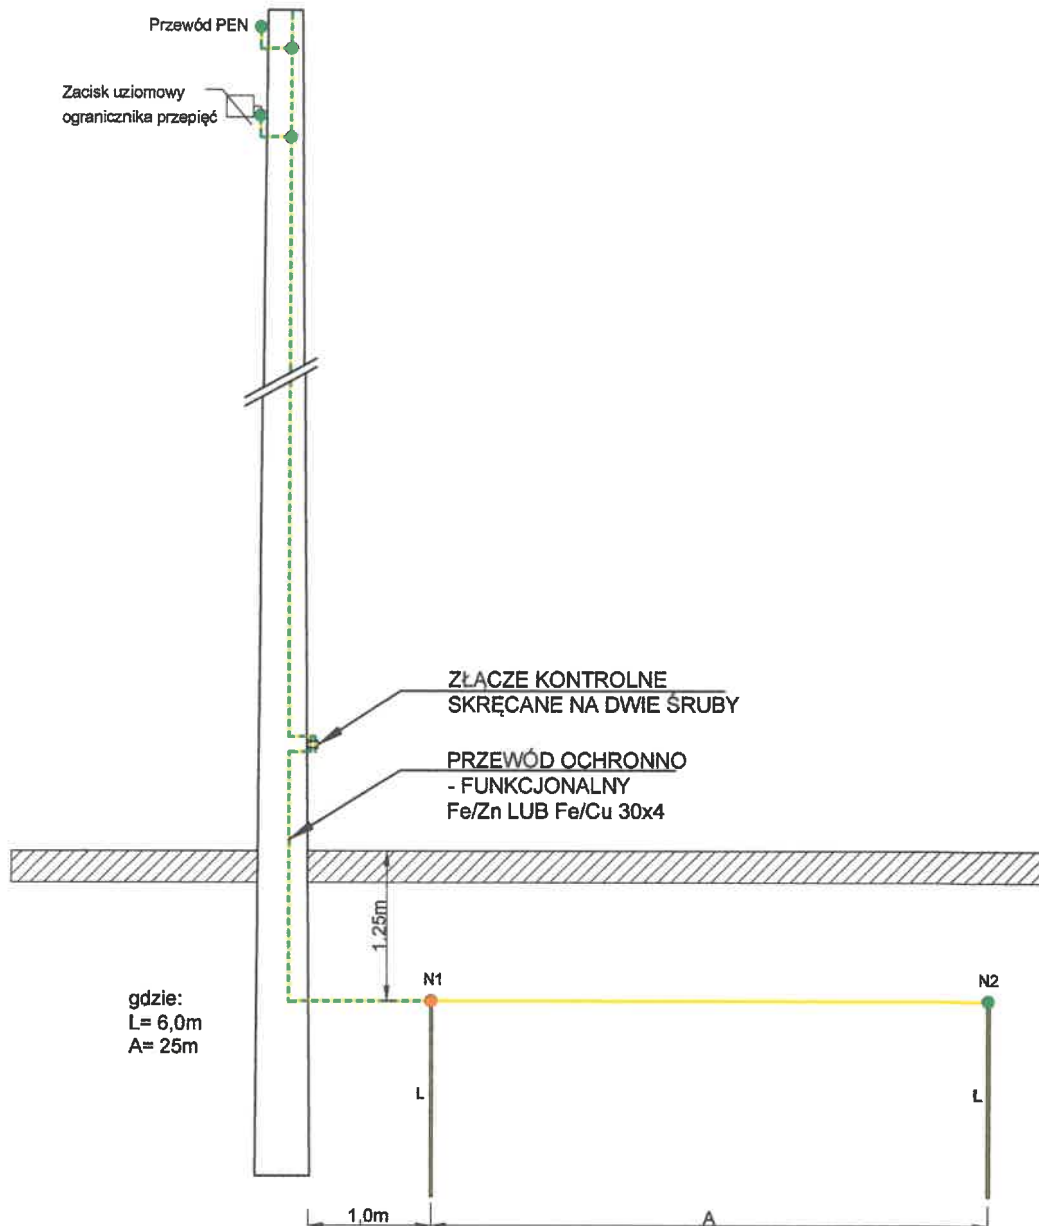 Przewód PEN
Zacisk uziomowy
ogranicznika przepięć
ZŁĄCZE KONTROLNE
SKRĘCANE NA DWIE ŚRUBY
PRZEWÓD OCHRONNO
- FUNKCJONALNY
Fe/Zn LUB Fe/Cu 30x4
1,25m
gdzie:
L= 6,0m
A= 25m
N1
N2
L
L
1,0m
A